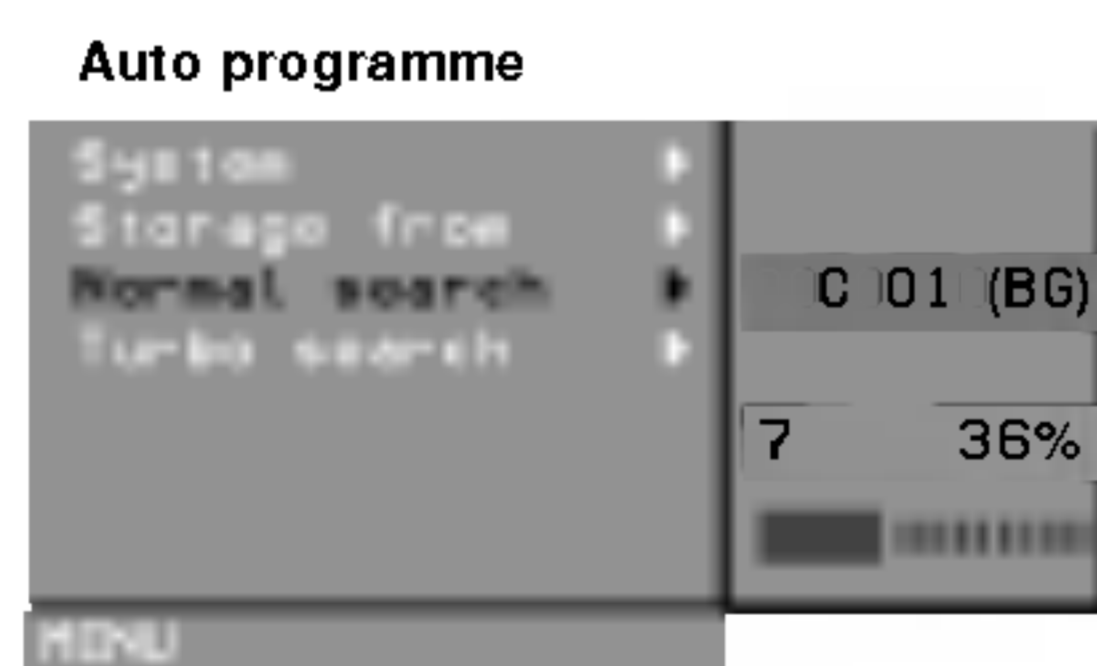 Auto programme
System
Storage from
Normal search
C 01 (BG)
Turbo search
7 36%
MENU